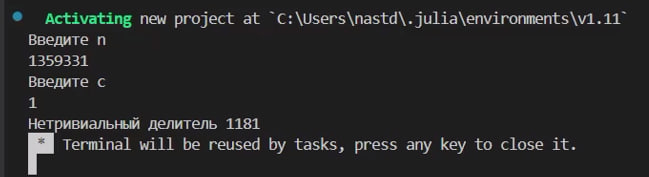 Activating new project at `C:\Users\nastd\.julia\environments\v1.11`
Введите n
1359331
Введите c
1
Нетривиальный делитель 1181
* Terminal will be reused by tasks, press any key to close it.